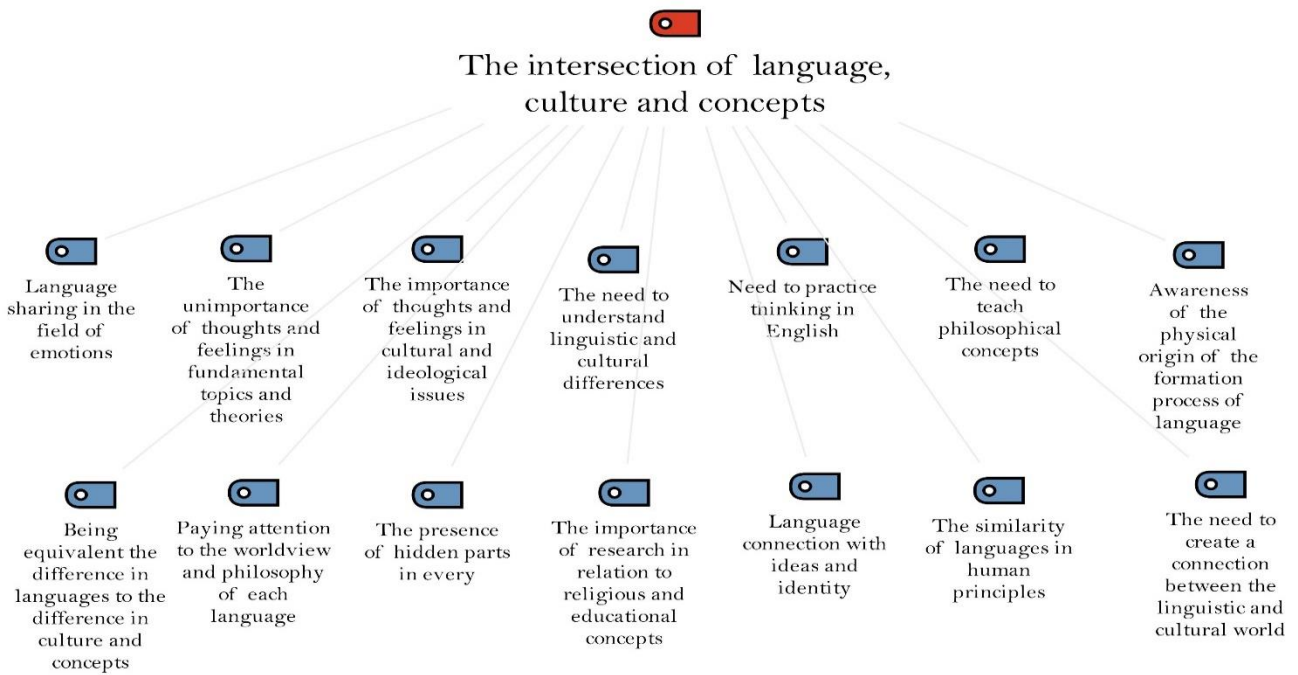 The intersection of language,
culture and concepts
Language
sharing in the
field of
emotions
The
unimportance
of thoughts and
feelings in
fundamental
topics and
theories
The importance
of thoughts and
feelings in
cultural and
ideological
issues
The need to
understand
linguistic and
cultural
differences
Need to practice
thinking in
English
The need to
teach
philosophical
concepts
Awareness
of the
physical
origin of the
formation
process of
language
Being
equivalent the
difference in
languages to the
difference in
culture and
concepts
Paying attention
to the worldview
and philosophy
of each
language
The presence
of hidden parts
in every
The importance
of research in
relation to
religious and
educational
concepts
Language
connection with
ideas and
identity
The similarity
of languages in
human
principles
The need to
create a
connection
between the
linguistic and
cultural world